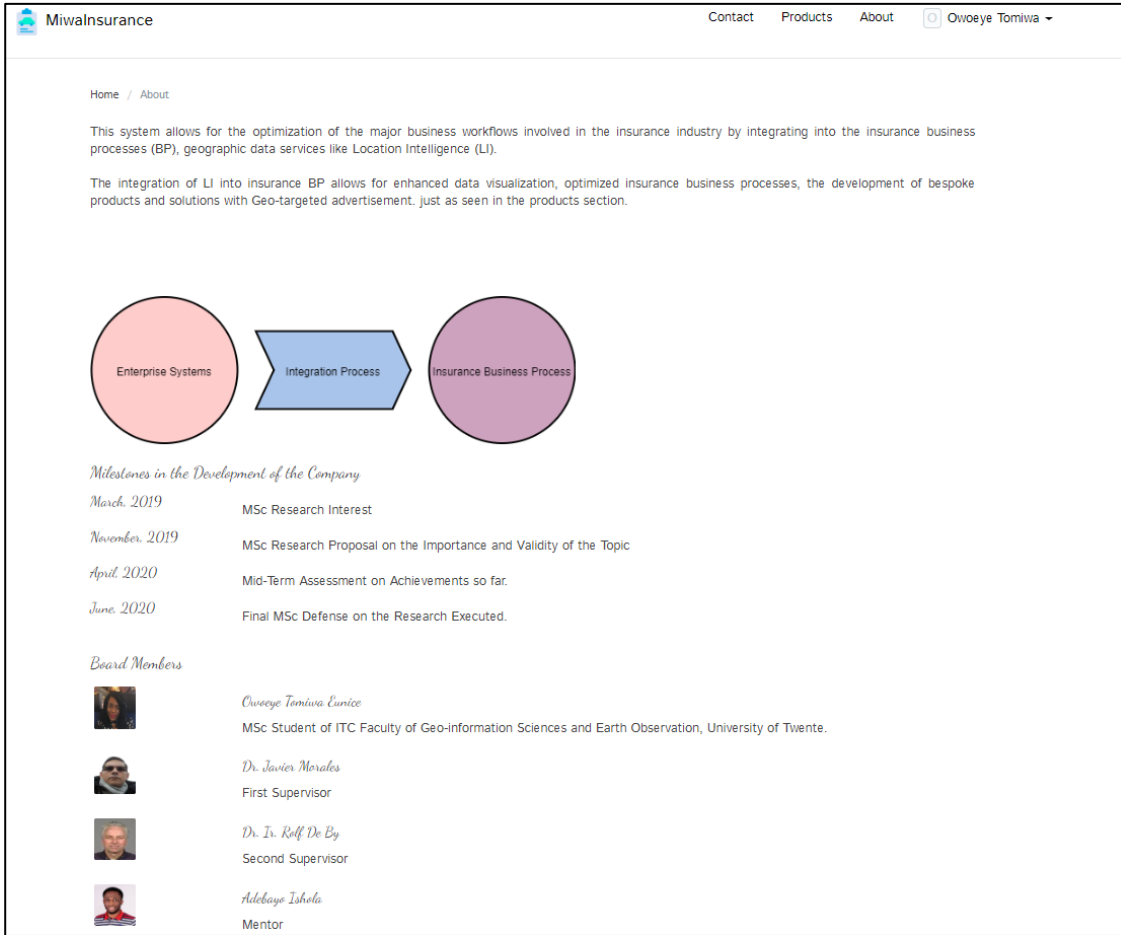 MiwaInsurance
Contact Products About Owoeye Tomiwa
Home / About
This system allows for the optimization of the major business workflows involved in the insurance industry by integrating into the insurance business
processes (BP), geographic data services like Location Intelligence (LI).
The integration of LI into insurance BP allows for enhanced data visualization, optimized insurance business processes, the development of bespoke
products and solutions with Geo-targeted advertisement. just as seen in the products section.
Enterprise Systems
Integration Process
Insurance Business Process
Milestones in the Development of the Company
March, 2019
MSc Research Interest
November, 2019
MSc Research Proposal on the Importance and Validity of the Topic
April, 2020
Mid-Term Assessment on Achievements so far.
June, 2020
Final MSc Defense on the Research Executed.
Board Members
Owoeye Tomiwa Eunice
MSc Student of ITC Faculty of Geo-information Sciences and Earth Observation, University of Twente.
Dr. Javier Morales
First Supervisor
Dr. Ir. Rolf De By
Second Supervisor
Adebayo Ishola
Mentor